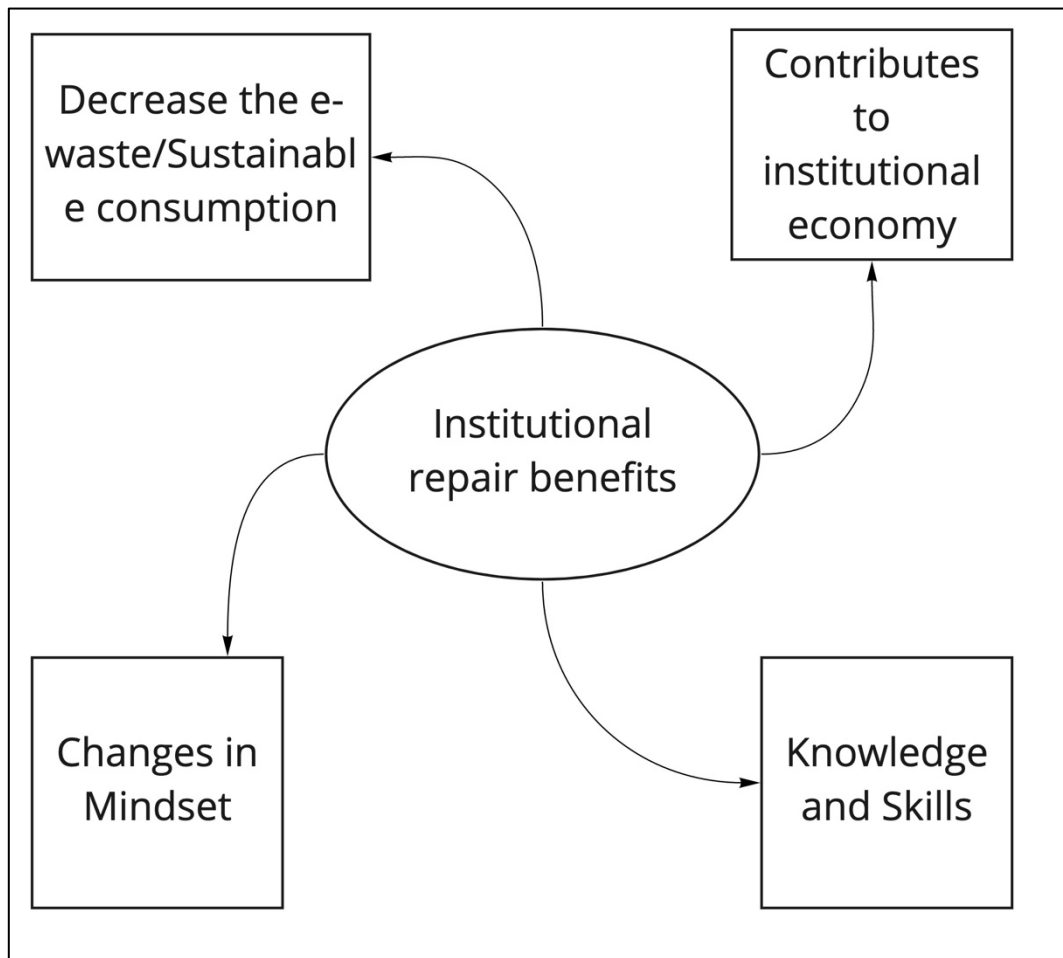 Decrease the e-
waste/Sustainabl
e consumption
Contributes
to
institutional
economy
Institutional
repair benefits
Changes in
Mindset
Knowledge
and Skills